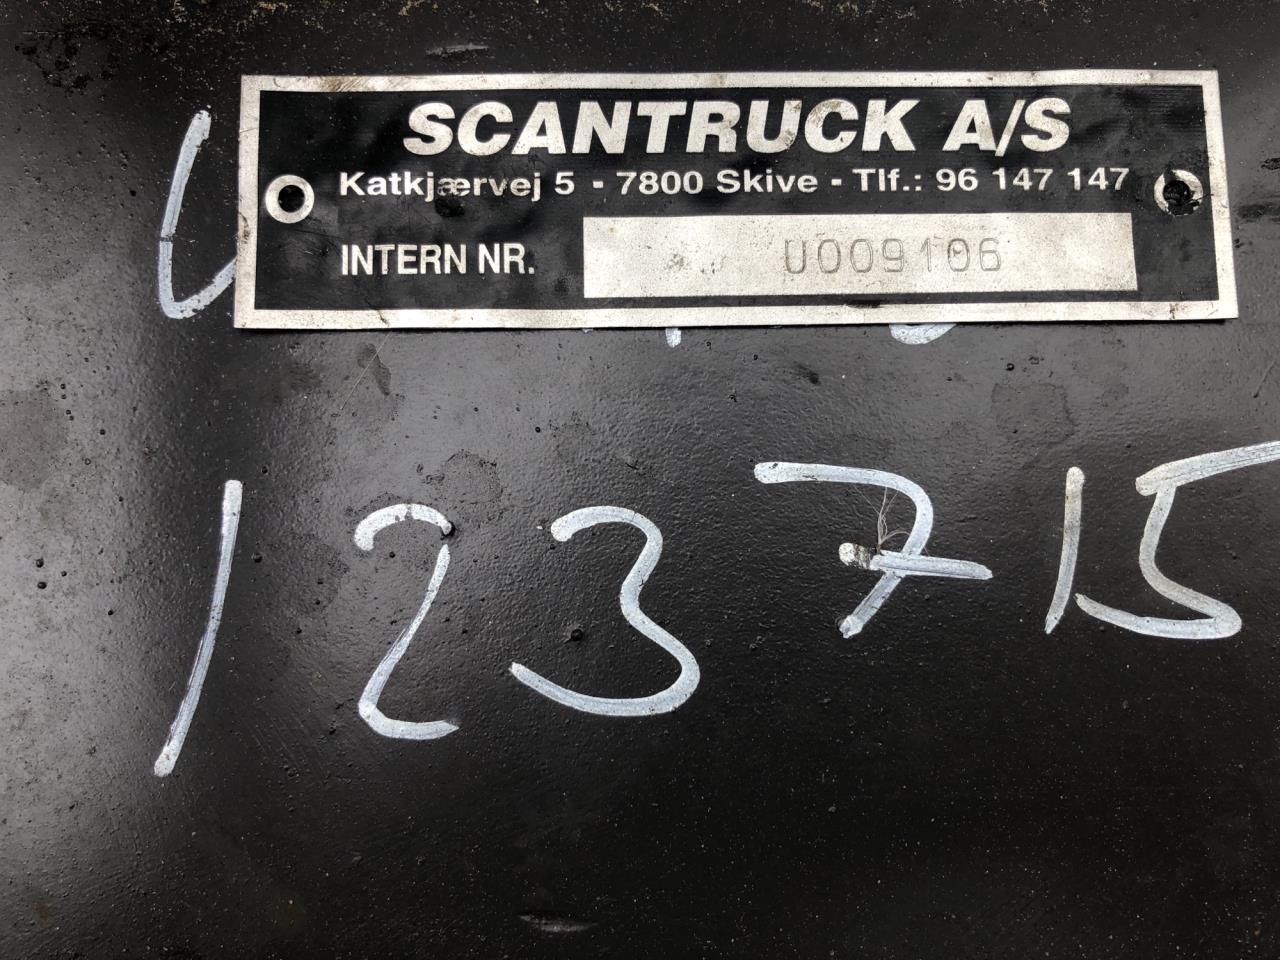 SCANTRUCK A/S
Katkjærvej 5 - 7800 Skive - Tlf.: 96 147 147
INTERN NR. U009106
123715